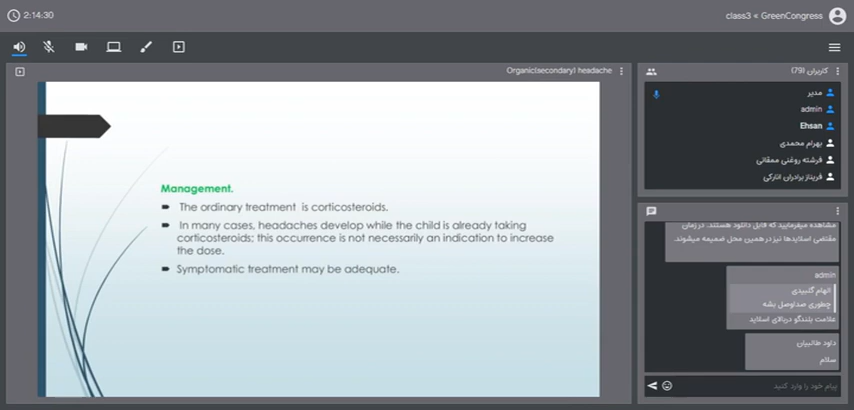 2:14:30
class3 < GreenCongress
Organic(secondary) headache
Management.
The ordinary treatment is corticosteroids.
In many cases, headaches develop while the child is already taking
corticosteroids; this occurrence is not necessarily an indication to increase
the dose.
Symptomatic treatment may be adequate.
کاربران (79)
مدیر
admin
Ehsan
بهرام محمدی
فرشته روغنی ممقانی
فریناز برادران انارکی
مشاهده میفرمایید که قابل دانلود هستند. در زمان
مقتضی اسلایدها نیز در همین محل ضمیمه میشوند.
admin
الهام گلبیدی
چطوری صداوصل بشه
علامت بلندگو دربالای اسلاید
داود طالبیان
سلام
پیام خود را وارد کنید